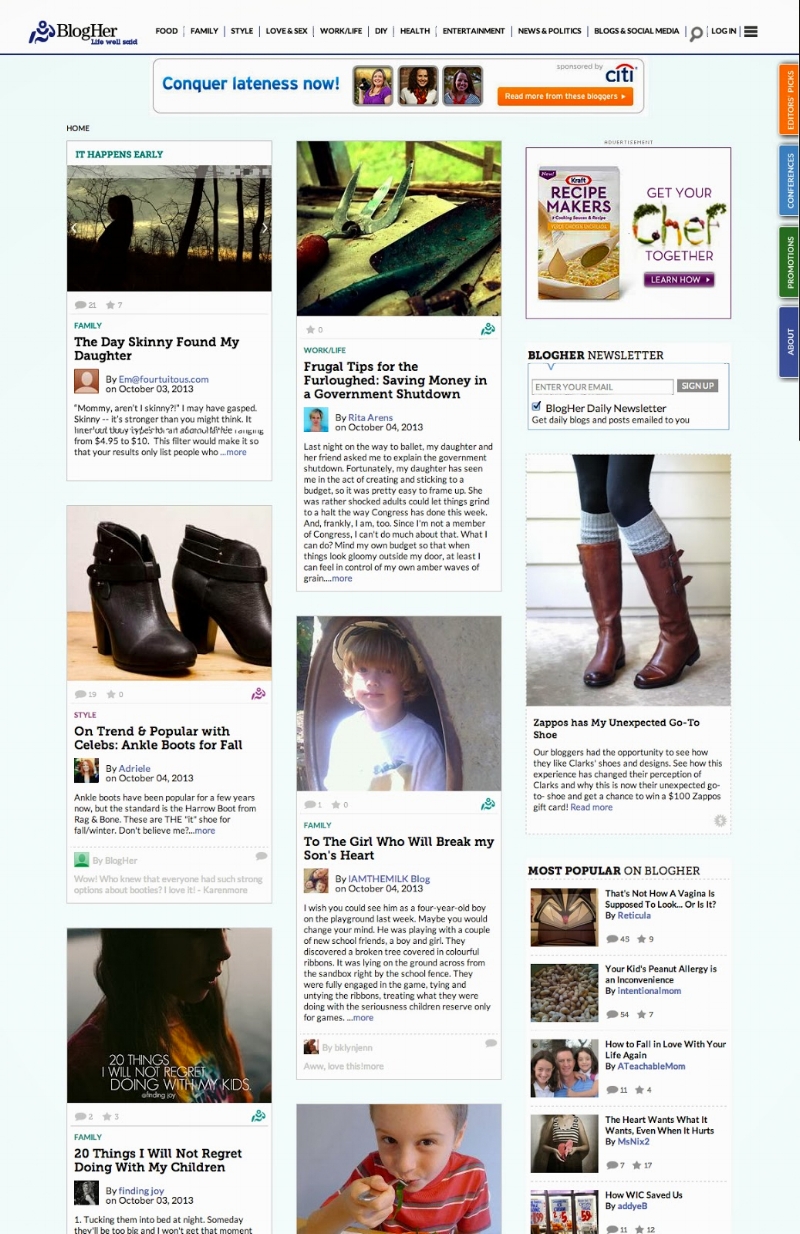 BlogHer
Life well said
FOOD
FAMILY
STYLE
LOVE & SEX
WORK/LIFE
DIY
HEALTH
ENTERTAINMENT
NEWS & POLITICS
BLOGS & SOCIAL MEDIA
LOG IN
Conquer lateness now!
sponsored by
citi
Read more from these bloggers
EDITORS' PICKS
CONFERENCES
PROMOTIONS
ABOUT
HOME
IT HAPPENS EARLY
21 7
FAMILY
The Day Skinny Found My
Daughter
By Em@fourtuitous.com
on October 03, 2013
"Mommy, aren't I skinny?!" I may have gasped.
Skinny -- it's stronger than you might think. It
from $4.95 to $10. This filter would make it so
that your results only list people who ...more
19 0
STYLE
On Trend & Popular with
Celebs: Ankle Boots for Fall
By Adriele
on October 04, 2013
Ankle boots have been popular for a few years
now, but the standard is the Harrow Boot from
Rag & Bone. These are THE "it" shoe for
fall/winter. Don't believe me?...more
By BlogHer
Wow! Who knew that everyone had such strong
options about booties? I love it! - Karenmore
20 THINGS
I WILL NOT REGRET
DOING WITH MY KIDS.
@finding joy
2 3
FAMILY
20 Things I Will Not Regret
Doing With My Children
By finding joy
on October 03, 2013
1. Tucking them into bed at night. Someday
they'll be too big and I won't get that moment
0
WORK/LIFE
Frugal Tips for the
Furloughed: Saving Money in
a Government Shutdown
By Rita Arens
on October 04, 2013
Last night on the way to ballet, my daughter and
her friend asked me to explain the government
shutdown. Fortunately, my daughter has seen
me in the act of creating and sticking to a
budget, so it was pretty easy to frame up. She
was rather shocked adults could let things grind
to a halt the way Congress has done this week.
And, frankly, I am, too. Since I'm not a member
of Congress, I can't do much about that. What I
can do? Mind my own budget so that when
things look gloomy outside my door, at least I
can feel in control of my own amber waves of
grain....more
1 0
FAMILY
To The Girl Who Will Break my
Son's Heart
By IAMTHEMILK Blog
on October 04, 2013
I wish you could see him as a four-year-old boy
on the playground last week. Maybe you would
change your mind. He was playing with a couple
of new school friends, a boy and girl. They
discovered a broken tree covered in colourful
ribbons. It was lying on the ground across from
the sandbox right by the school fence. They
were fully engaged in the game, tying and
untying the ribbons, treating what they were
doing with the seriousness children reserve only
for games. ...more
By bklynjenn
Aww, love this!more
ADVERTISEMENT
New!
Kraft
RECIPE
MAKERS
GET YOUR
Chef
TOGETHER
LEARN HOW
BLOGHER NEWSLETTER
ENTER YOUR EMAIL
SIGN UP
BlogHer Daily Newsletter
Get daily blogs and posts emailed to you
Zappos has My Unexpected Go-To
Shoe
Our bloggers had the opportunity to see how
they like Clarks' shoes and designs. See how this
experience has changed their perception of
Clarks and why this is now their unexpected go-
to- shoe and get a chance to win a $100 Zappos
gift card! Read more
MOST POPULAR ON BLOGHER
That's Not How A Vagina Is
Supposed To Look... Or Is It?
By Reticula
45 9
Your Kid's Peanut Allergy is
an Inconvenience
By intentionalmom
54 7
How to Fall in Love With Your
Life Again
By ATeachableMom
11 4
The Heart Wants What It
Wants, Even When It Hurts
By MsNix2
7 17
How WIC Saved Us
By addyeB
11 12